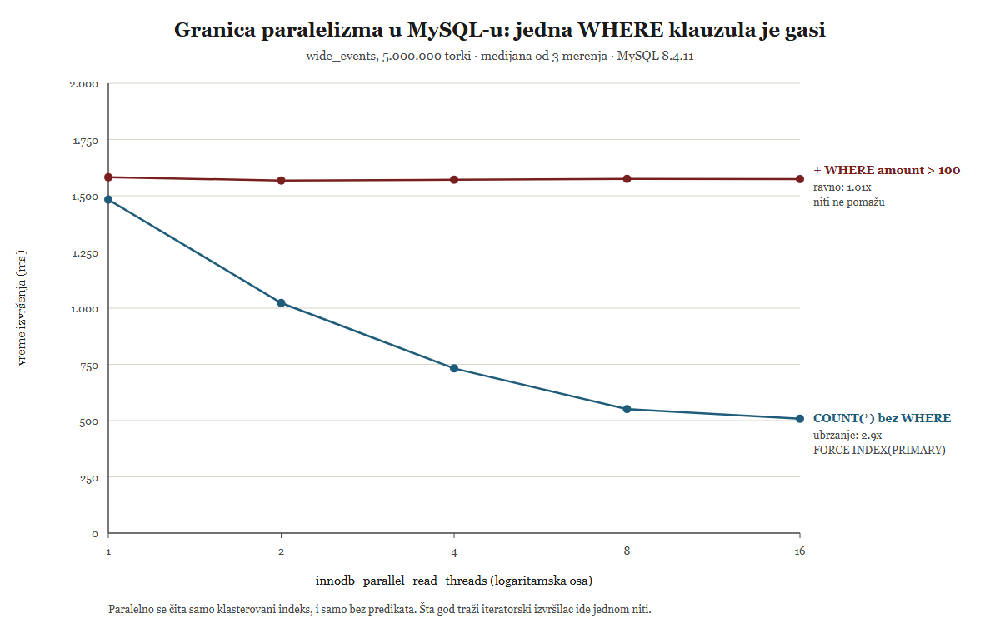 Granica paralelizma u MySQL-u: jedna WHERE klauzula je gasi
wide_events, 5.000.000 torki · medijana od 3 merenja · MySQL 8.4.11
2.000
1.750
1.500
1.250
1.000
750
500
250
0
vreme izvršenja (ms)
+ WHERE amount > 100
ravno: 1.01x
niti ne pomažu
COUNT(*) bez WHERE
ubrzanje: 2.9x
FORCE INDEX(PRIMARY)
1
2
4
8
16
innodb_parallel_read_threads (logaritamska osa)
Paralelno se čita samo klasterovani indeks, i samo bez predikata. Šta god traži iteratorski izvršilac ide jednom niti.